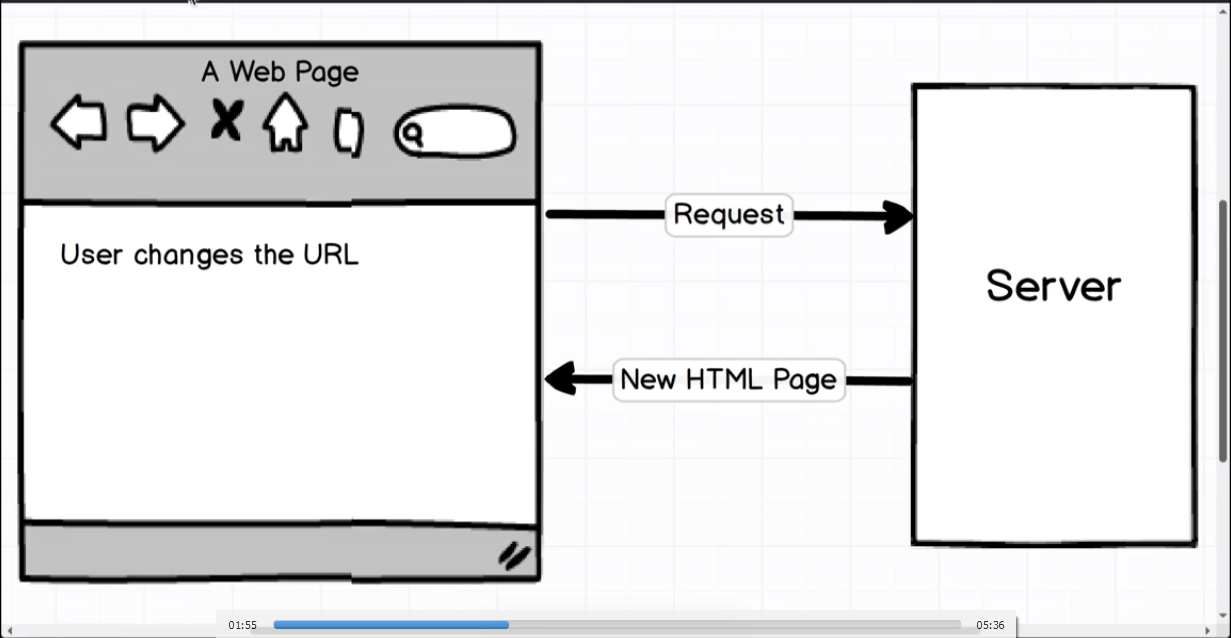 A Web Page
User changes the URL
Request
Server
New HTML Page
01:55
05:36